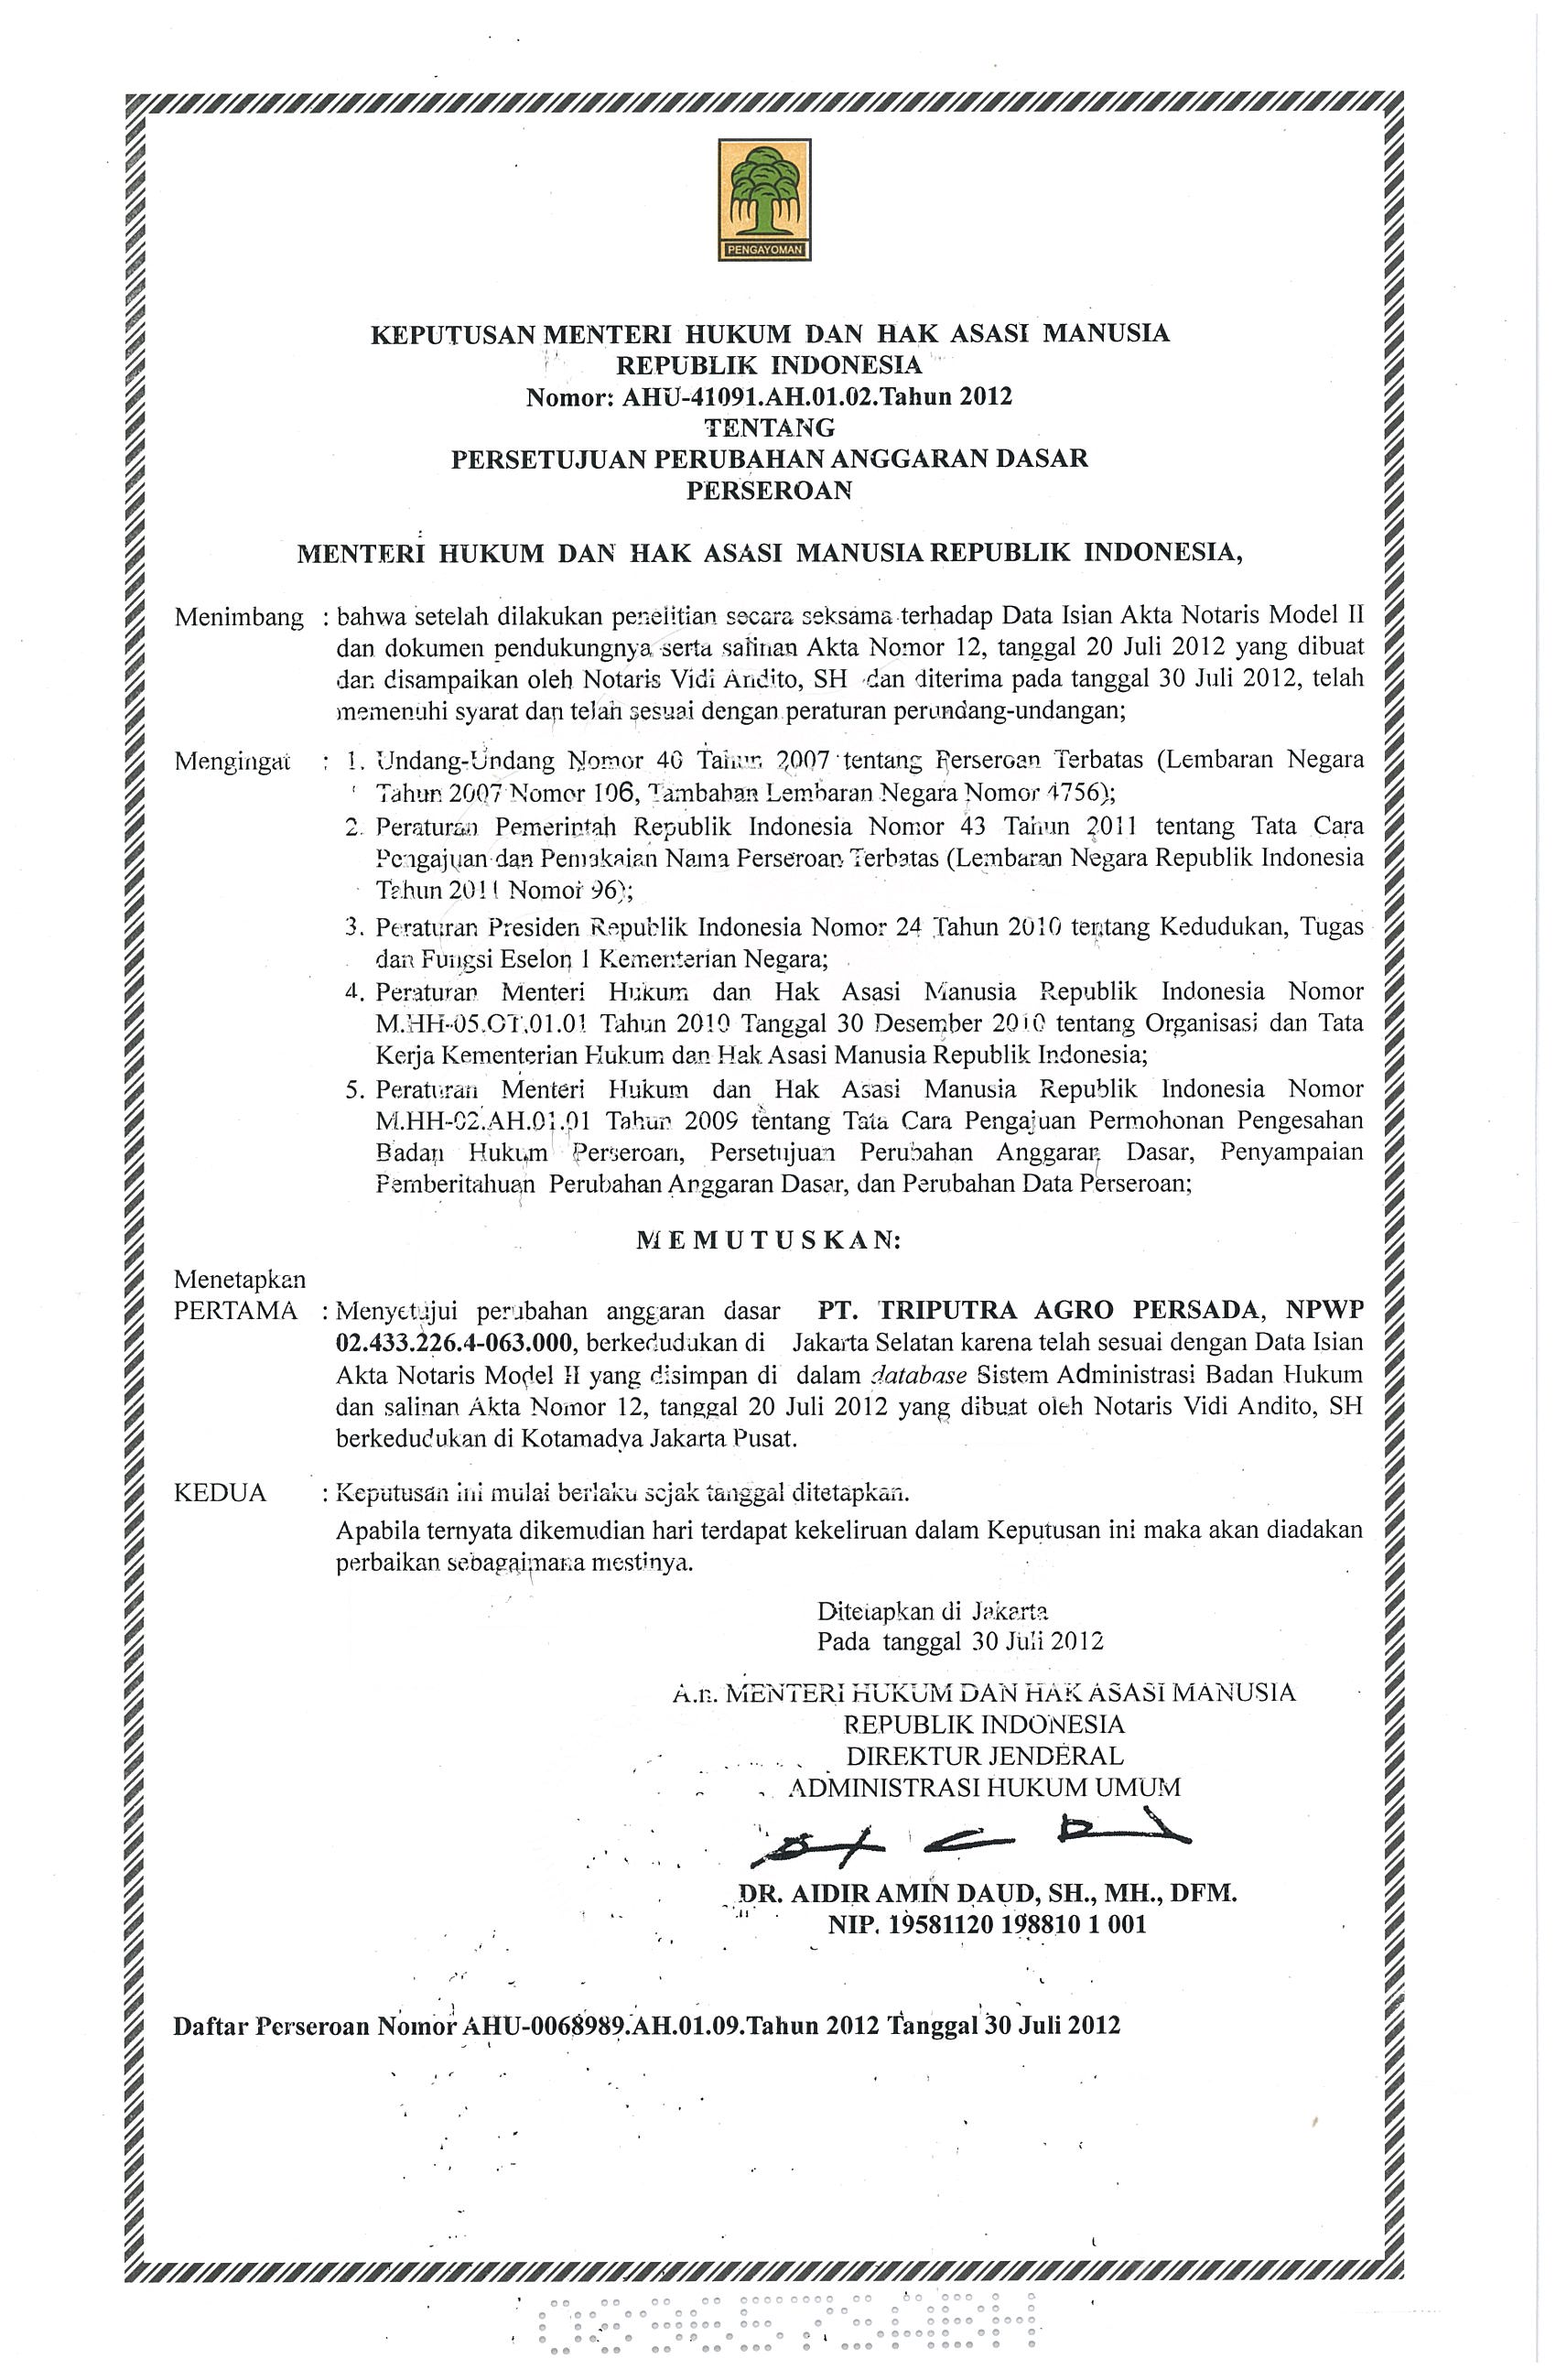 PENGAYOMAN
KEPUTUSAN MENTERI HUKUM DAN HAK ASASI MANUSIA
REPUBLIK INDONESIA
Nomor: AHU-41091.AH.01.02.Tahun 2012
TENTANG
PERSETUJUAN PERUBAHAN ANGGARAN DASAR
PERSEROAN
MENTERI HUKUM DAN HAK ASASI MANUSIA REPUBLIK INDONESIA,
Menimbang : bahwa setelah dilakukan penelitian secara seksama terhadap Data Isian Akta Notaris Model II
dan dokumen pendukungnya serta salinan Akta Nomor 12, tanggal 20 Juli 2012 yang dibuat
dan disampaikan oleh Notaris Vidi Andito, SH dan diterima pada tanggal 30 Juli 2012, telah
memenuhi syarat dan telah sesuai dengan peraturan perundang-undangan;
Mengingat : 1. Undang-Undang Nomor 40 Tahun 2007 tentang Perseroan Terbatas (Lembaran Negara
Tahun 2007 Nomor 106, Tambahan Lembaran Negara Nomor 4756);
2. Peraturan Pemerintah Republik Indonesia Nomor 43 Tahun 2011 tentang Tata Cara
Pengajuan dan Pemakaian Nama Perseroan Terbatas (Lembaran Negara Republik Indonesia
Tahun 2011 Nomor 96);
3. Peraturan Presiden Republik Indonesia Nomor 24 Tahun 2010 tentang Kedudukan, Tugas
dan Fungsi Eselon 1 Kementerian Negara;
4. Peraturan Menteri Hukum dan Hak Asasi Manusia Republik Indonesia Nomor
M.HH-05.OT.01.01 Tahun 2010 Tanggal 30 Desember 2010 tentang Organisasi dan Tata
Kerja Kementerian Hukum dan Hak Asasi Manusia Republik Indonesia;
5. Peraturan Menteri Hukum dan Hak Asasi Manusia Republik Indonesia Nomor
M.HH-02.AH.01.01 Tahun 2009 tentang Tata Cara Pengajuan Permohonan Pengesahan
Badan Hukum Perseroan, Persetujuan Perubahan Anggaran Dasar, Penyampaian
Pemberitahuan Perubahan Anggaran Dasar, dan Perubahan Data Perseroan;
M E M U T U S K A N:
Menetapkan
PERTAMA : Menyetujui perubahan anggaran dasar PT. TRIPUTRA AGRO PERSADA, NPWP
02.433.226.4-063.000, berkedudukan di Jakarta Selatan karena telah sesuai dengan Data Isian
Akta Notaris Model II yang disimpan di dalam database Sistem Administrasi Badan Hukum
dan salinan Akta Nomor 12, tanggal 20 Juli 2012 yang dibuat oleh Notaris Vidi Andito, SH
berkedudukan di Kotamadya Jakarta Pusat.
KEDUA : Keputusan ini mulai berlaku sejak tanggal ditetapkan.
Apabila ternyata dikemudian hari terdapat kekeliruan dalam Keputusan ini maka akan diadakan
perbaikan sebagaimana mestinya.
Ditetapkan di Jakarta
Pada tanggal 30 Juli 2012
A.n. MENTERI HUKUM DAN HAK ASASI MANUSIA
REPUBLIK INDONESIA
DIREKTUR JENDERAL
ADMINISTRASI HUKUM UMUM
DR. AIDIR AMIN DAUD, SH., MH., DFM.
NIP. 19581120 198810 1 001
Daftar Perseroan Nomor AHU-0068989.AH.01.09.Tahun 2012 Tanggal 30 Juli 2012